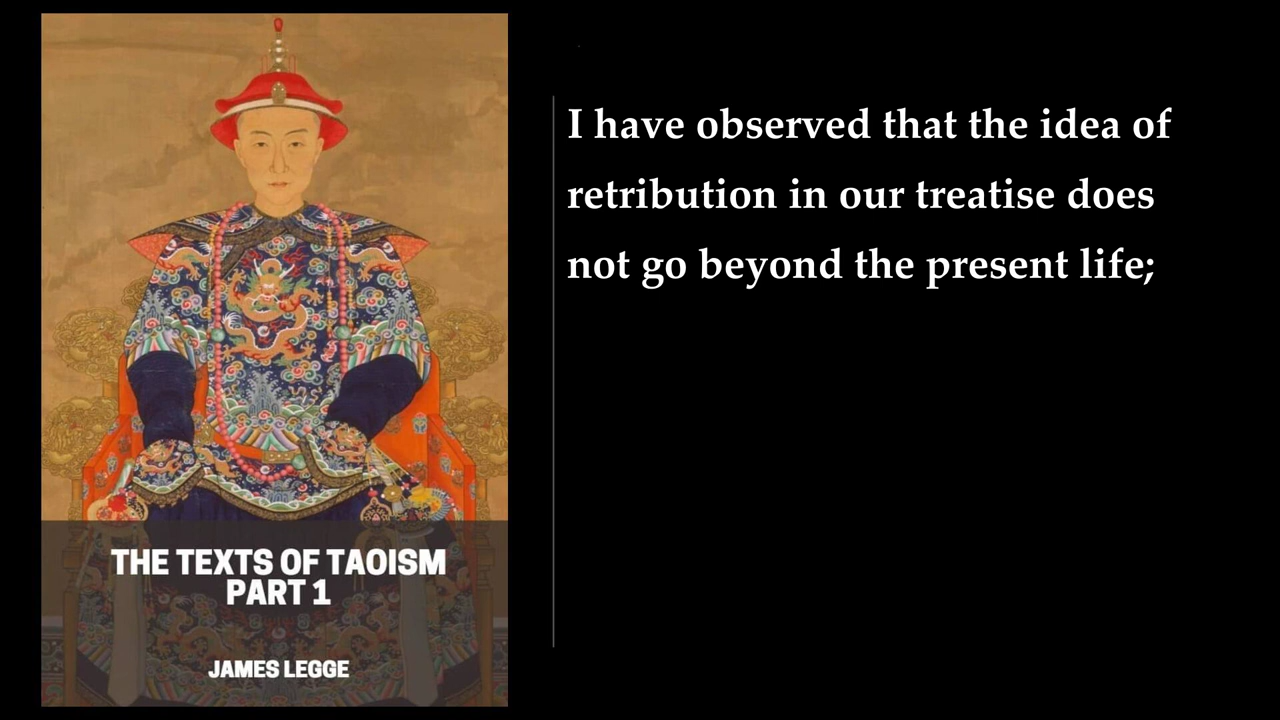 THE TEXTS OF TAOISM
PART 1
JAMES LEGGE
I have observed that the idea of
retribution in our treatise does
not go beyond the present life;